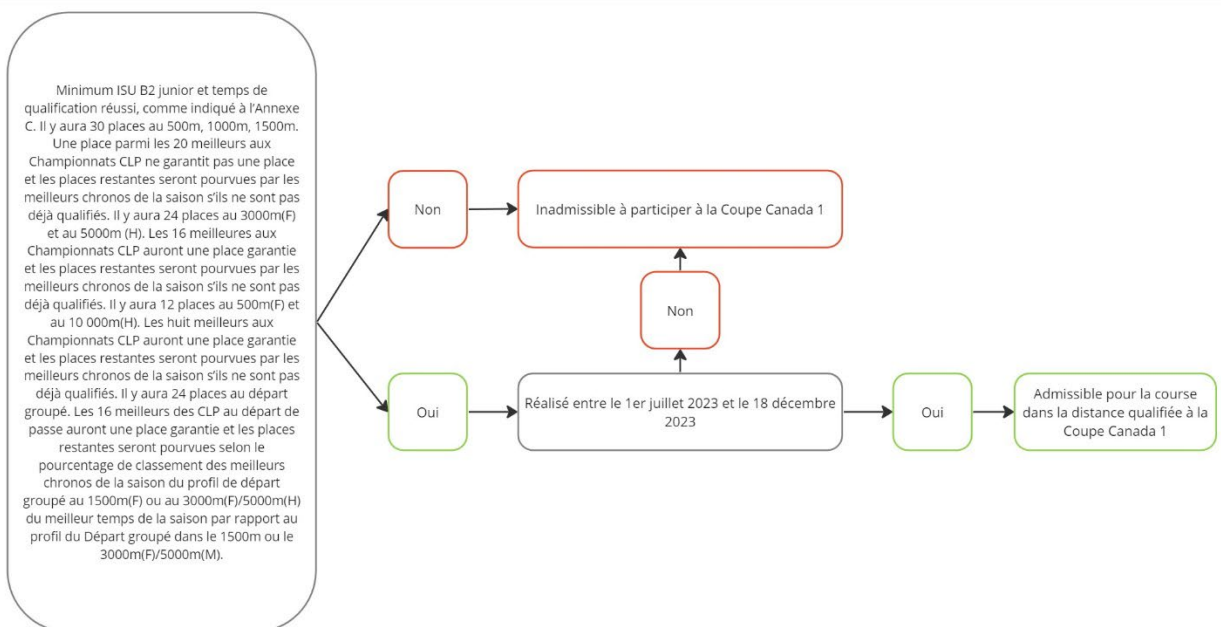 Minimum ISU B2 junior et temps de
qualification réussi, comme indiqué à l'Annexe
C. Il y aura 30 places au 500m, 1000m, 1500m.
Une place parmi les 20 meilleurs aux
Championnats CLP ne garantit pas une place
et les places restantes seront pourvues par les
meilleurs chronos de la saison s'ils ne sont pas
déjà qualifiés. Il y aura 24 places au 3000m(F)
et au 5000m (H). Les 16 meilleures aux
Championnats CLP auront une place garantie
et les places restantes seront pourvues par les
meilleurs chronos de la saison s'ils ne sont pas
déjà qualifiés. Il y aura 12 places au 500m(F) et
au 10 000m(H). Les huit meilleurs aux
Championnats CLP auront une place garantie
et les places restantes seront pourvues par les
meilleurs chronos de la saison s'ils ne sont pas
déjà qualifiés. Il y aura 24 places au départ
groupé. Les 16 meilleurs des CLP au départ de
passe auront une place garantie et les places
restantes seront pourvues selon le
pourcentage de classement des meilleurs
chronos de la saison du profil de départ
groupé au 1500m(F) ou au 3000m(F)/5000m(H)
du meilleur temps de la saison par rapport au
profil du Départ groupé dans le 1500m ou le
3000m(F)/5000m(M).
Non
Inadmissible à participer à la Coupe Canada 1
Non
Oui
Réalisé entre le 1er juillet 2023 et le 18 décembre
2023
Oui
Admissible pour la course
dans la distance qualifiée à la
Coupe Canada 1